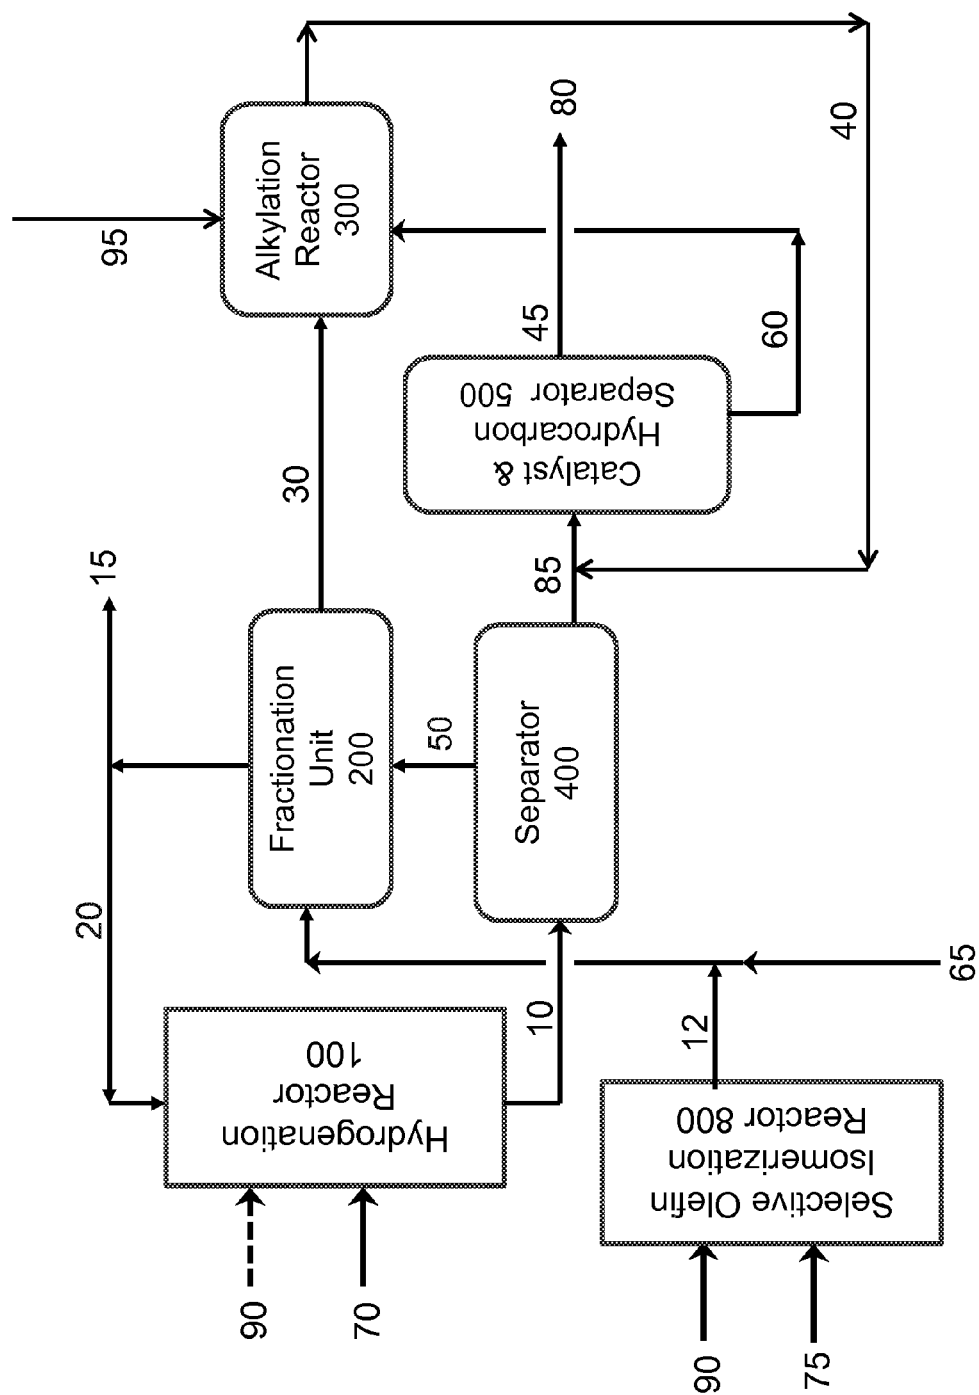 95
Alkylation
Reactor
300
80
40
45
60
Catalyst &
Hydrocarbon
Separator 500
30
85
15
Fractionation
Unit
200
50
Separator
400
20
10
12
65
Hydrogenation
Reactor
100
Selective Olefin
Isomerization
Reactor 800
90
70
90
75